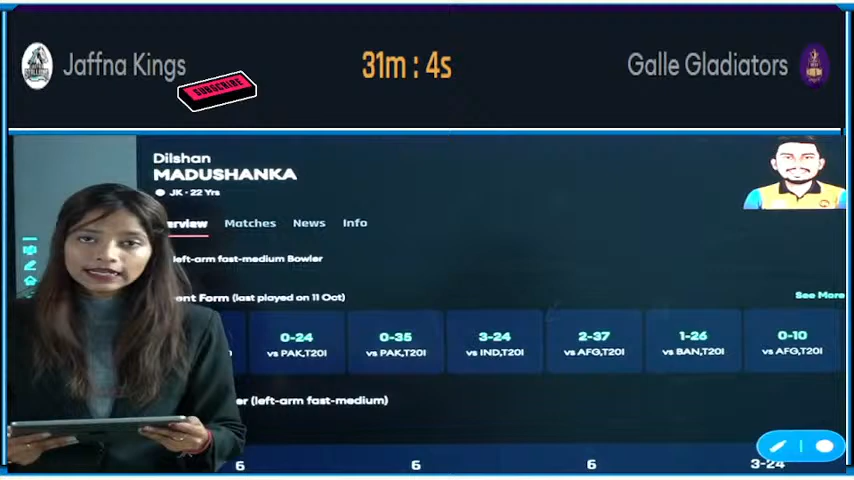 Jaffna Kings
31m : 4s
Galle Gladiators
SUBSCRIBE
Dilshan
MADUSHANKA
JK • 22 Yrs
erview Matches News Info
left-arm fast-medium Bowler
ent Form (last played on 11 Oct)
See More
0-24 0-35 3-24 2-37 1-26 0-10
vs PAK,T20I vs PAK,T20I vs IND,T20I vs AFG,T20I vs BAN,T20I vs AFG,T20I
er (left-arm fast-medium)
6 6 6 3-24